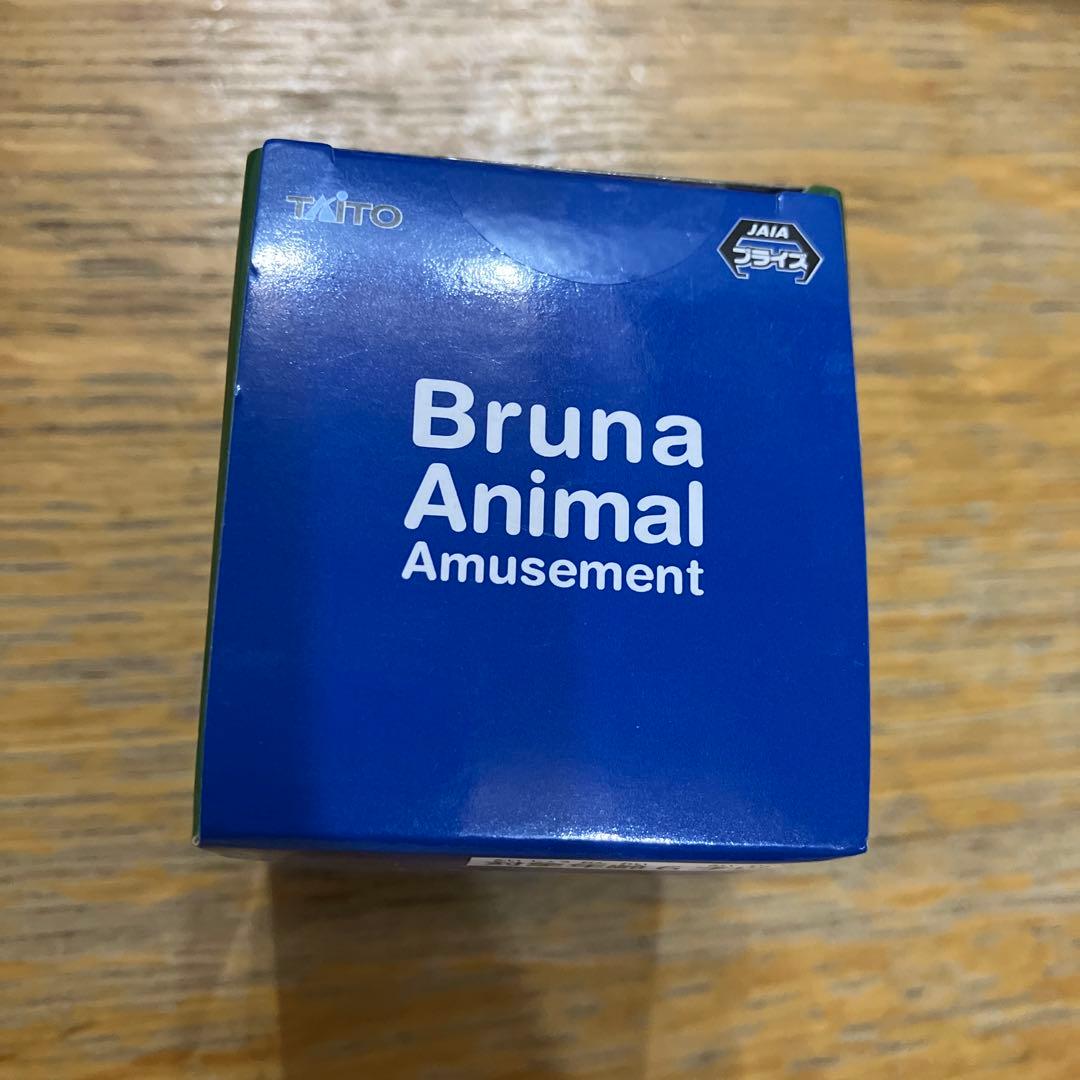 TAITO
JAIA
プライズ
Bruna
Animal
Amusement